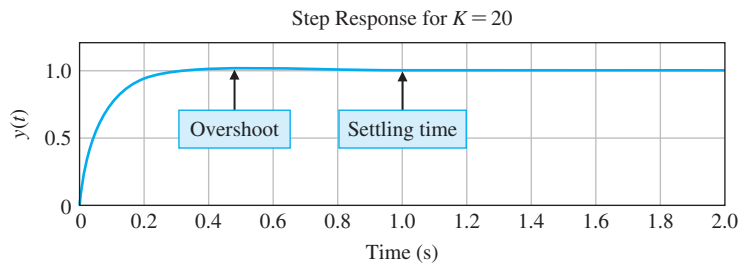 Step Response for K = 20
y(t)
1.0
0.5
0
Overshoot
Settling time
0 0.2 0.4 0.6 0.8 1.0 1.2 1.4 1.6 1.8 2.0
Time (s)